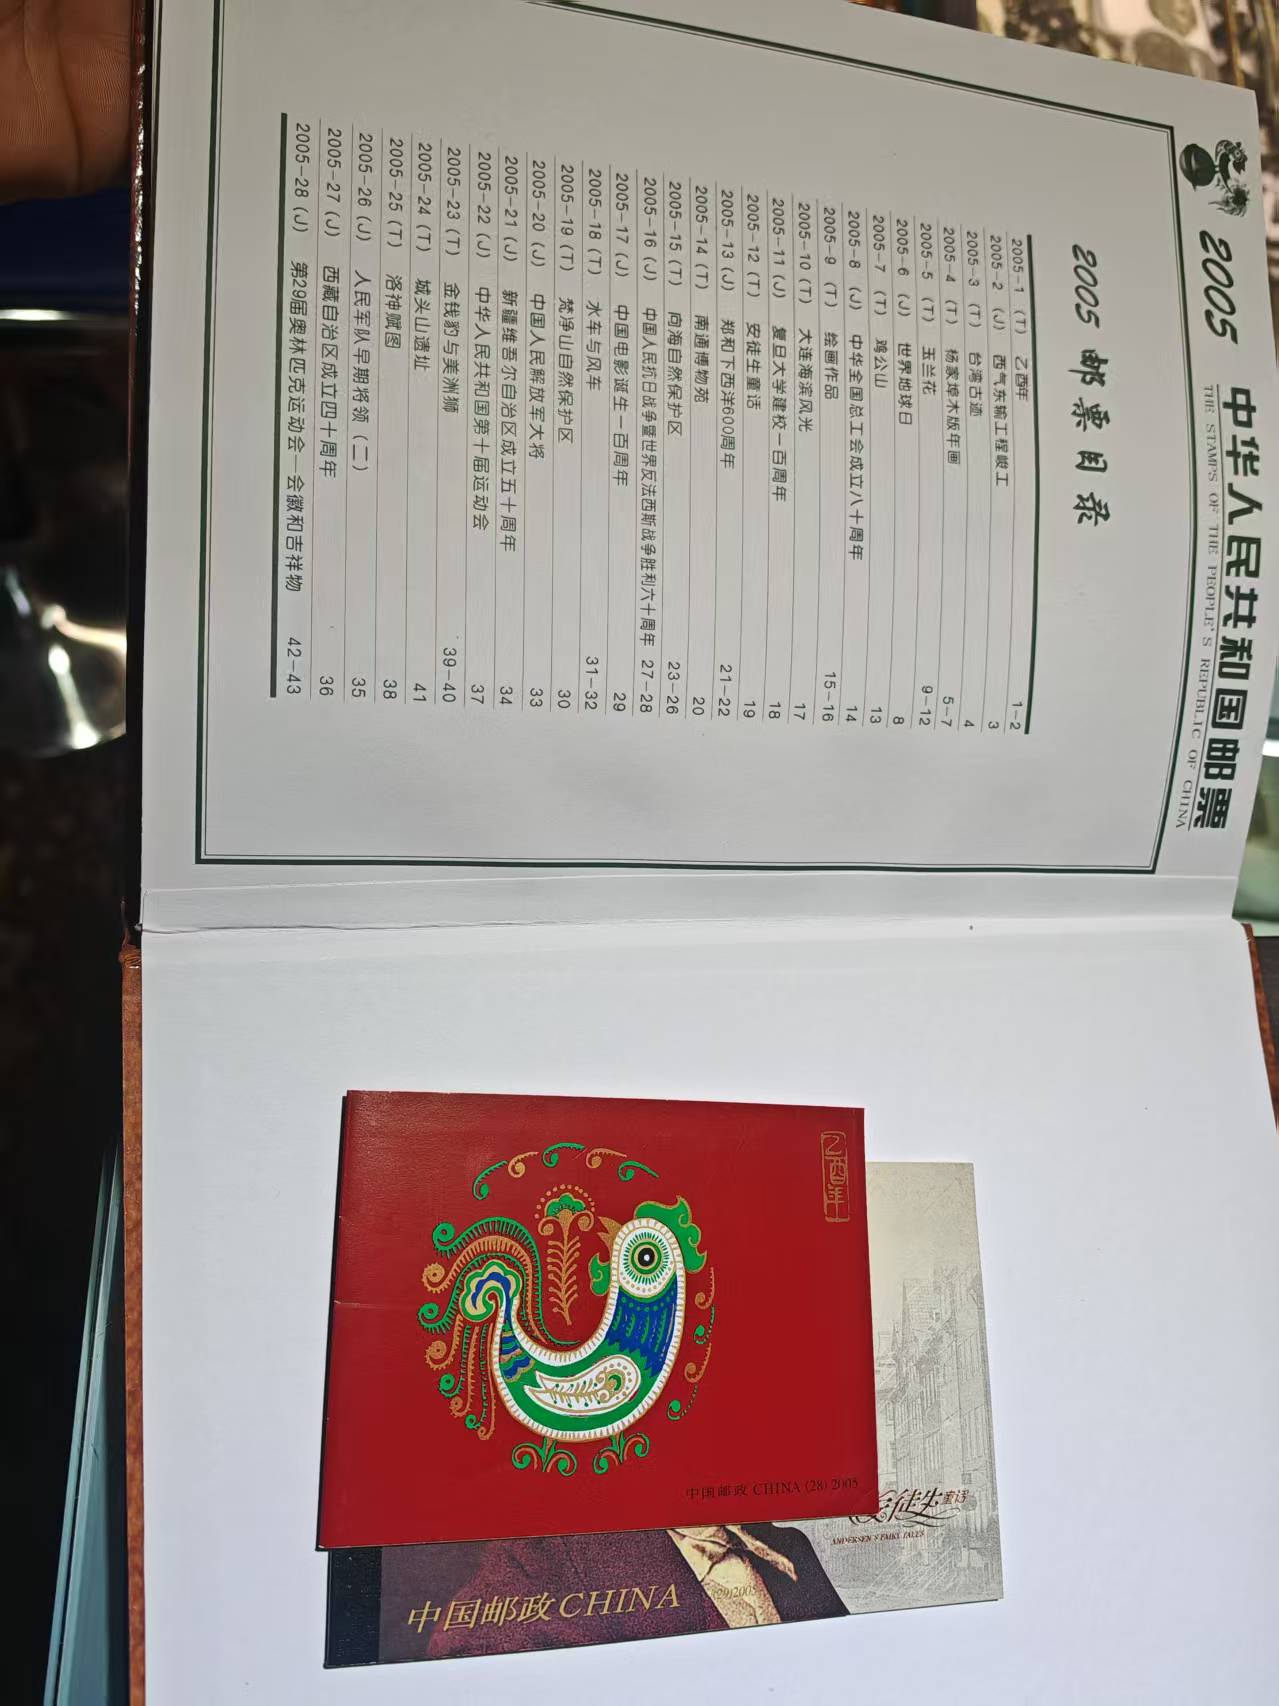 2005 中华人民共和国邮票
THE STAMPS OF THE PEOPLE'S REPUBLIC OF CHINA
2005 邮票目录
2005-1 (T) 乙酉年 1-2
2005-2 (J) 西气东输工程竣工 3
2005-3 (T) 台湾古迹 4
2005-4 (T) 杨家埠木版年画 5-7
2005-5 (T) 玉兰花 9-12
2005-6 (J) 世界地球日 8
2005-7 (T) 鸡公山 13
2005-8 (J) 中华全国总工会成立八十周年 14
2005-9 (T) 绘画作品 15-16
2005-10 (T) 大连海滨风光 17
2005-11 (J) 复旦大学建校一百周年 18
2005-12 (T) 安徒生童话 19
2005-13 (J) 郑和下西洋600周年 21-22
2005-14 (T) 南通博物苑 20
2005-15 (T) 向海自然保护区 23-26
2005-16 (J) 中国人民抗日战争暨世界反法西斯战争胜利六十周年 27-28
2005-17 (J) 中国电影诞生一百周年 29
2005-18 (T) 水车与风车 31-32
2005-19 (T) 梵净山自然保护区 30
2005-20 (J) 中国人民解放军大将 33
2005-21 (J) 新疆维吾尔自治区成立五十周年 34
2005-22 (J) 中华人民共和国第十届运动会 37
2005-23 (T) 金钱豹与美洲狮 39-40
2005-24 (T) 城头山遗址 41
2005-25 (T) 洛神赋图 38
2005-26 (J) 人民军队早期将领（二） 35
2005-27 (J) 西藏自治区成立四十周年 36
2005-28 (J) 第29届奥林匹克运动会—会徽和吉祥物 42-43
乙酉年
中国邮政 CHINA (28) 2005
安徒生童话
ANDERSEN'S FAIRY TALES
中国邮政 CHINA